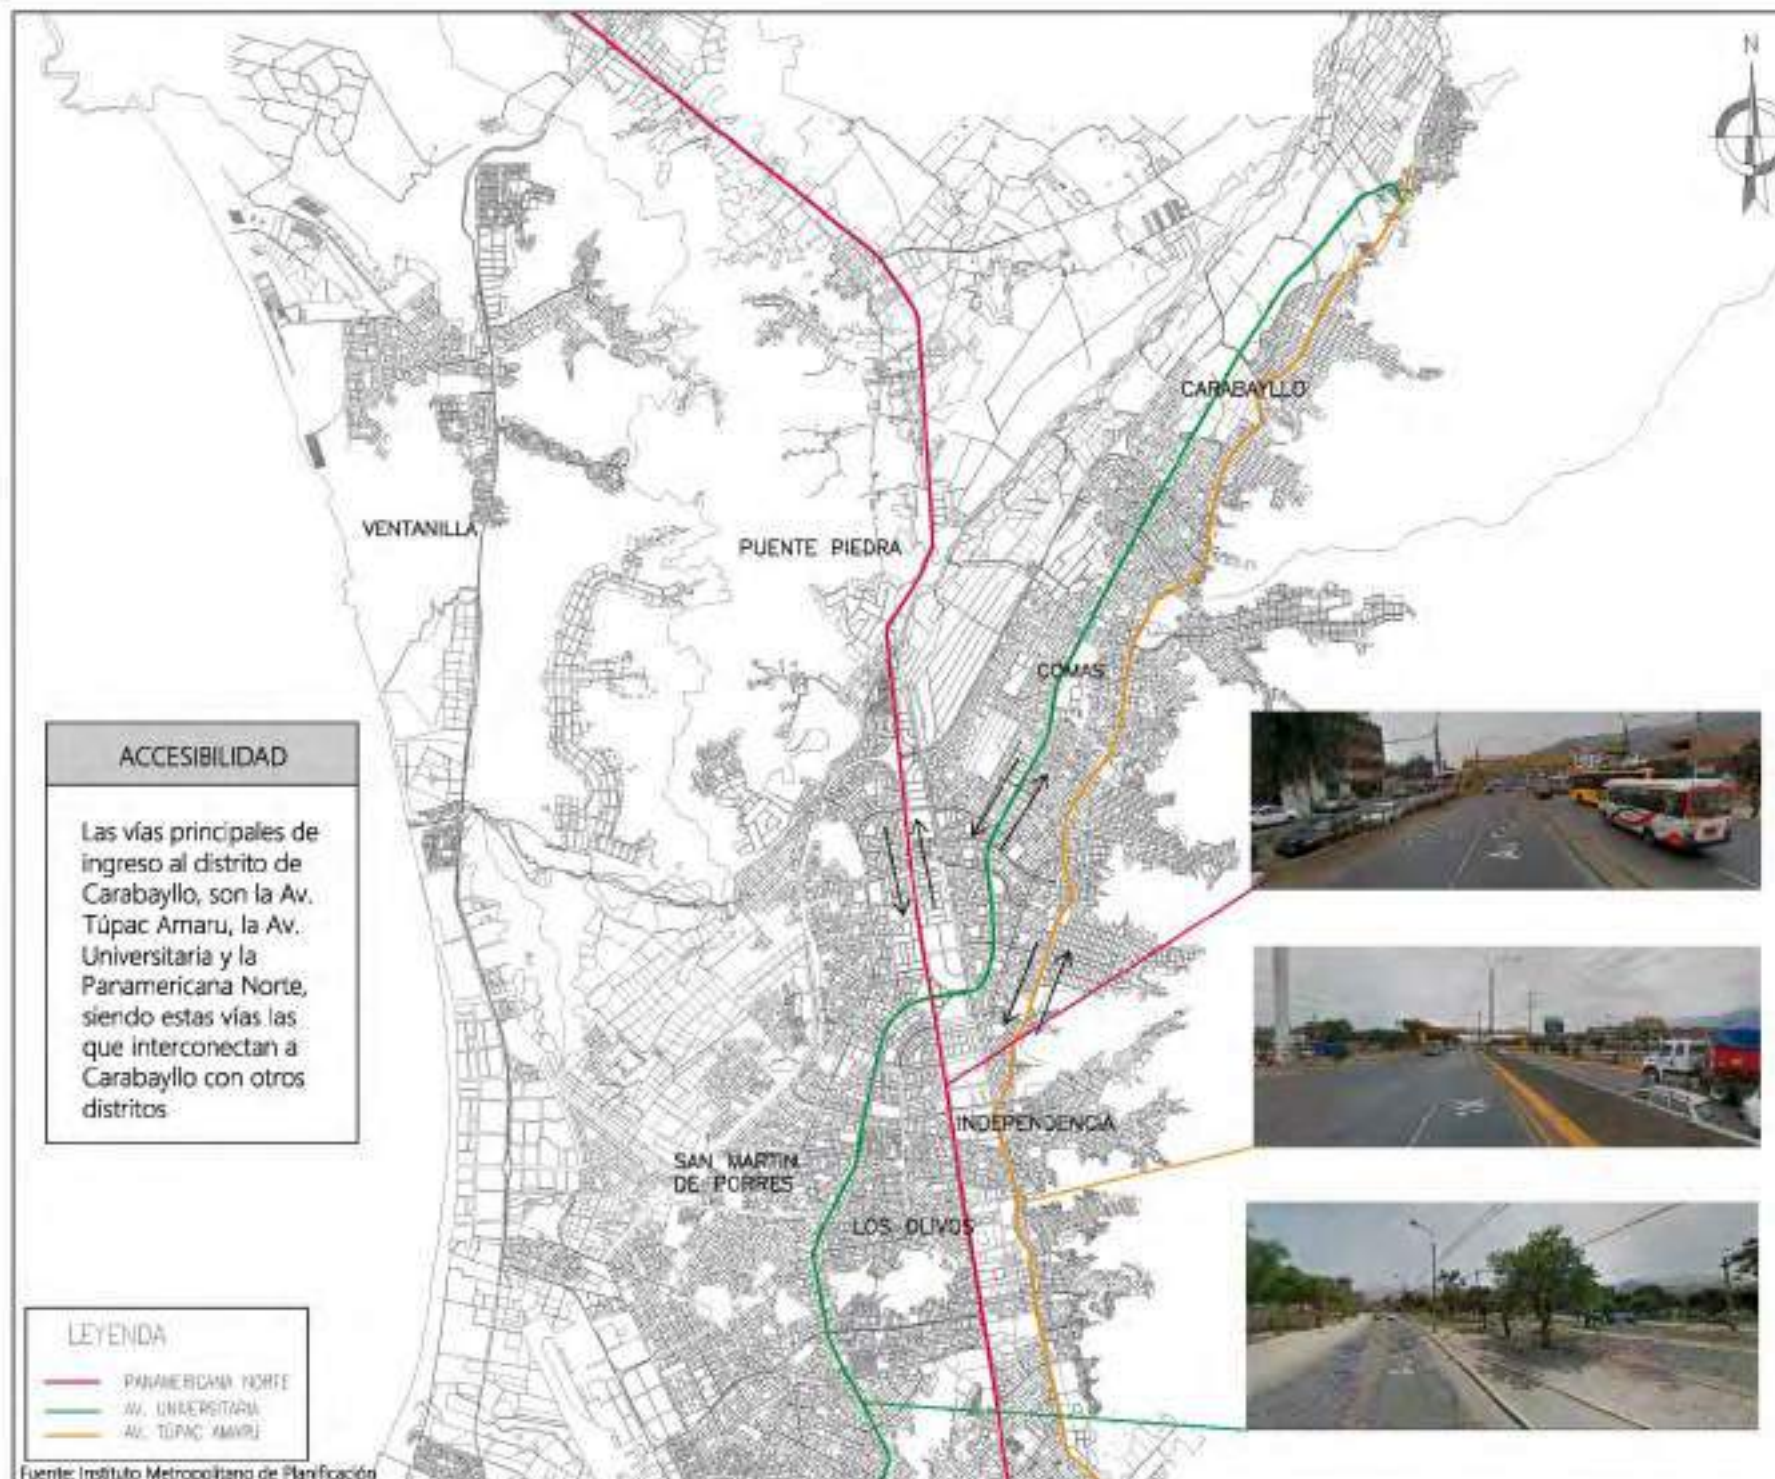 N
CARABAYLLO
VENTANILLA
PUENTE PIEDRA
COMAS
ACCESIBILIDAD
Las vías principales de
ingreso al distrito de
Carabayllo, son la Av.
Túpac Amaru, la Av.
Universitaria y la
Panamericana Norte,
siendo estas vías las
que interconectan a
Carabayllo con otros
distritos
INDEPENDENCIA
SAN MARTIN
DE PORRES
LOS OLIVOS
LEYENDA
PANAMERICANA NORTE
AV. UNIVERSITARIA
AV. TÚPAC AMARU
Fuente: Instituto Metropolitano de Planificación